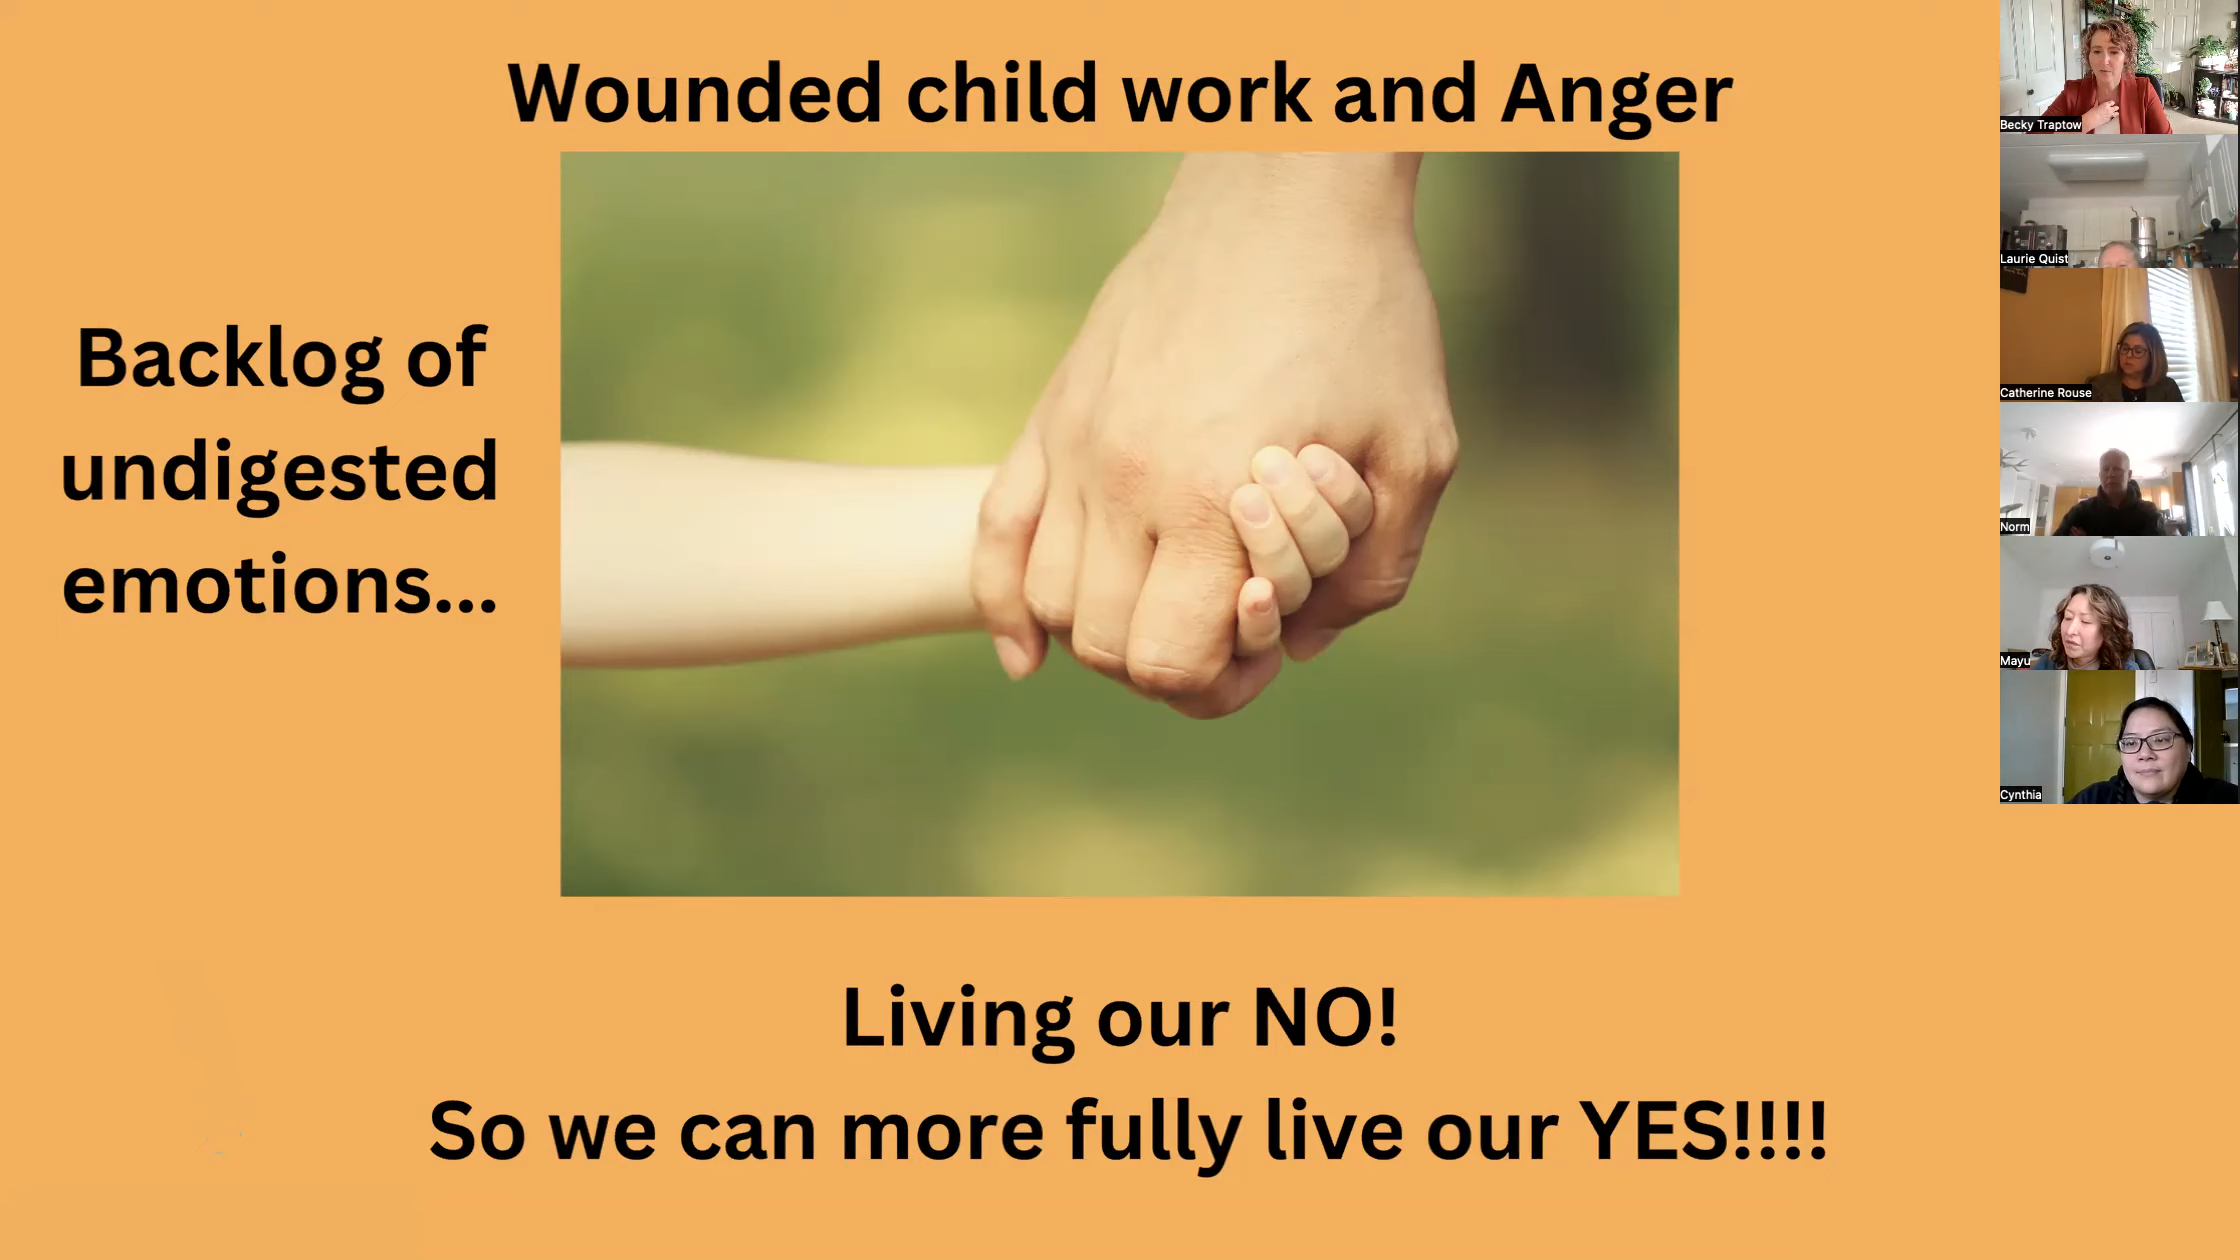 Wounded child work and Anger
Backlog of
undigested
emotions...
Living our NO!
So we can more fully live our YES!!!!
Becky Traptow
Laurie Quist
Catherine Rouse
Norm
Mayu
Cynthia